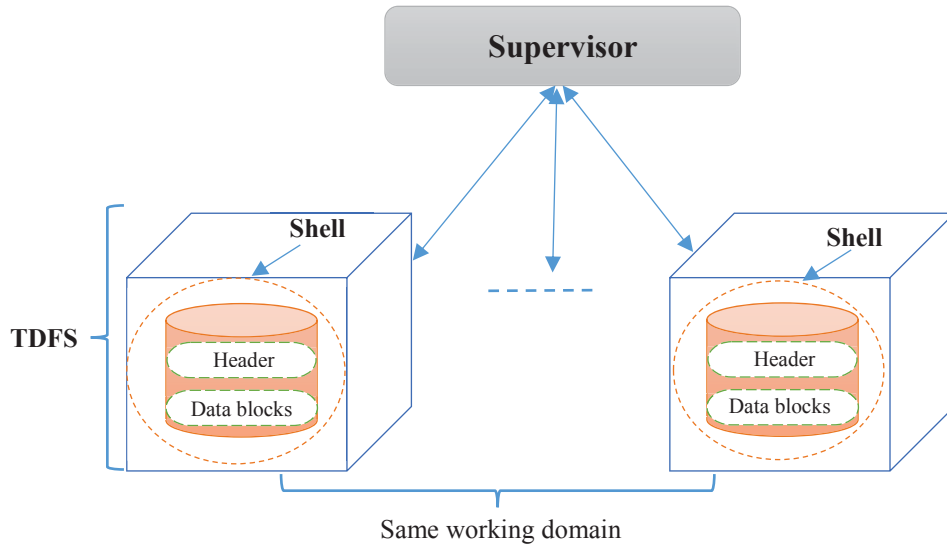 Supervisor
Shell
Shell
TDFS
Header
Header
Data blocks
Data blocks
Same working domain